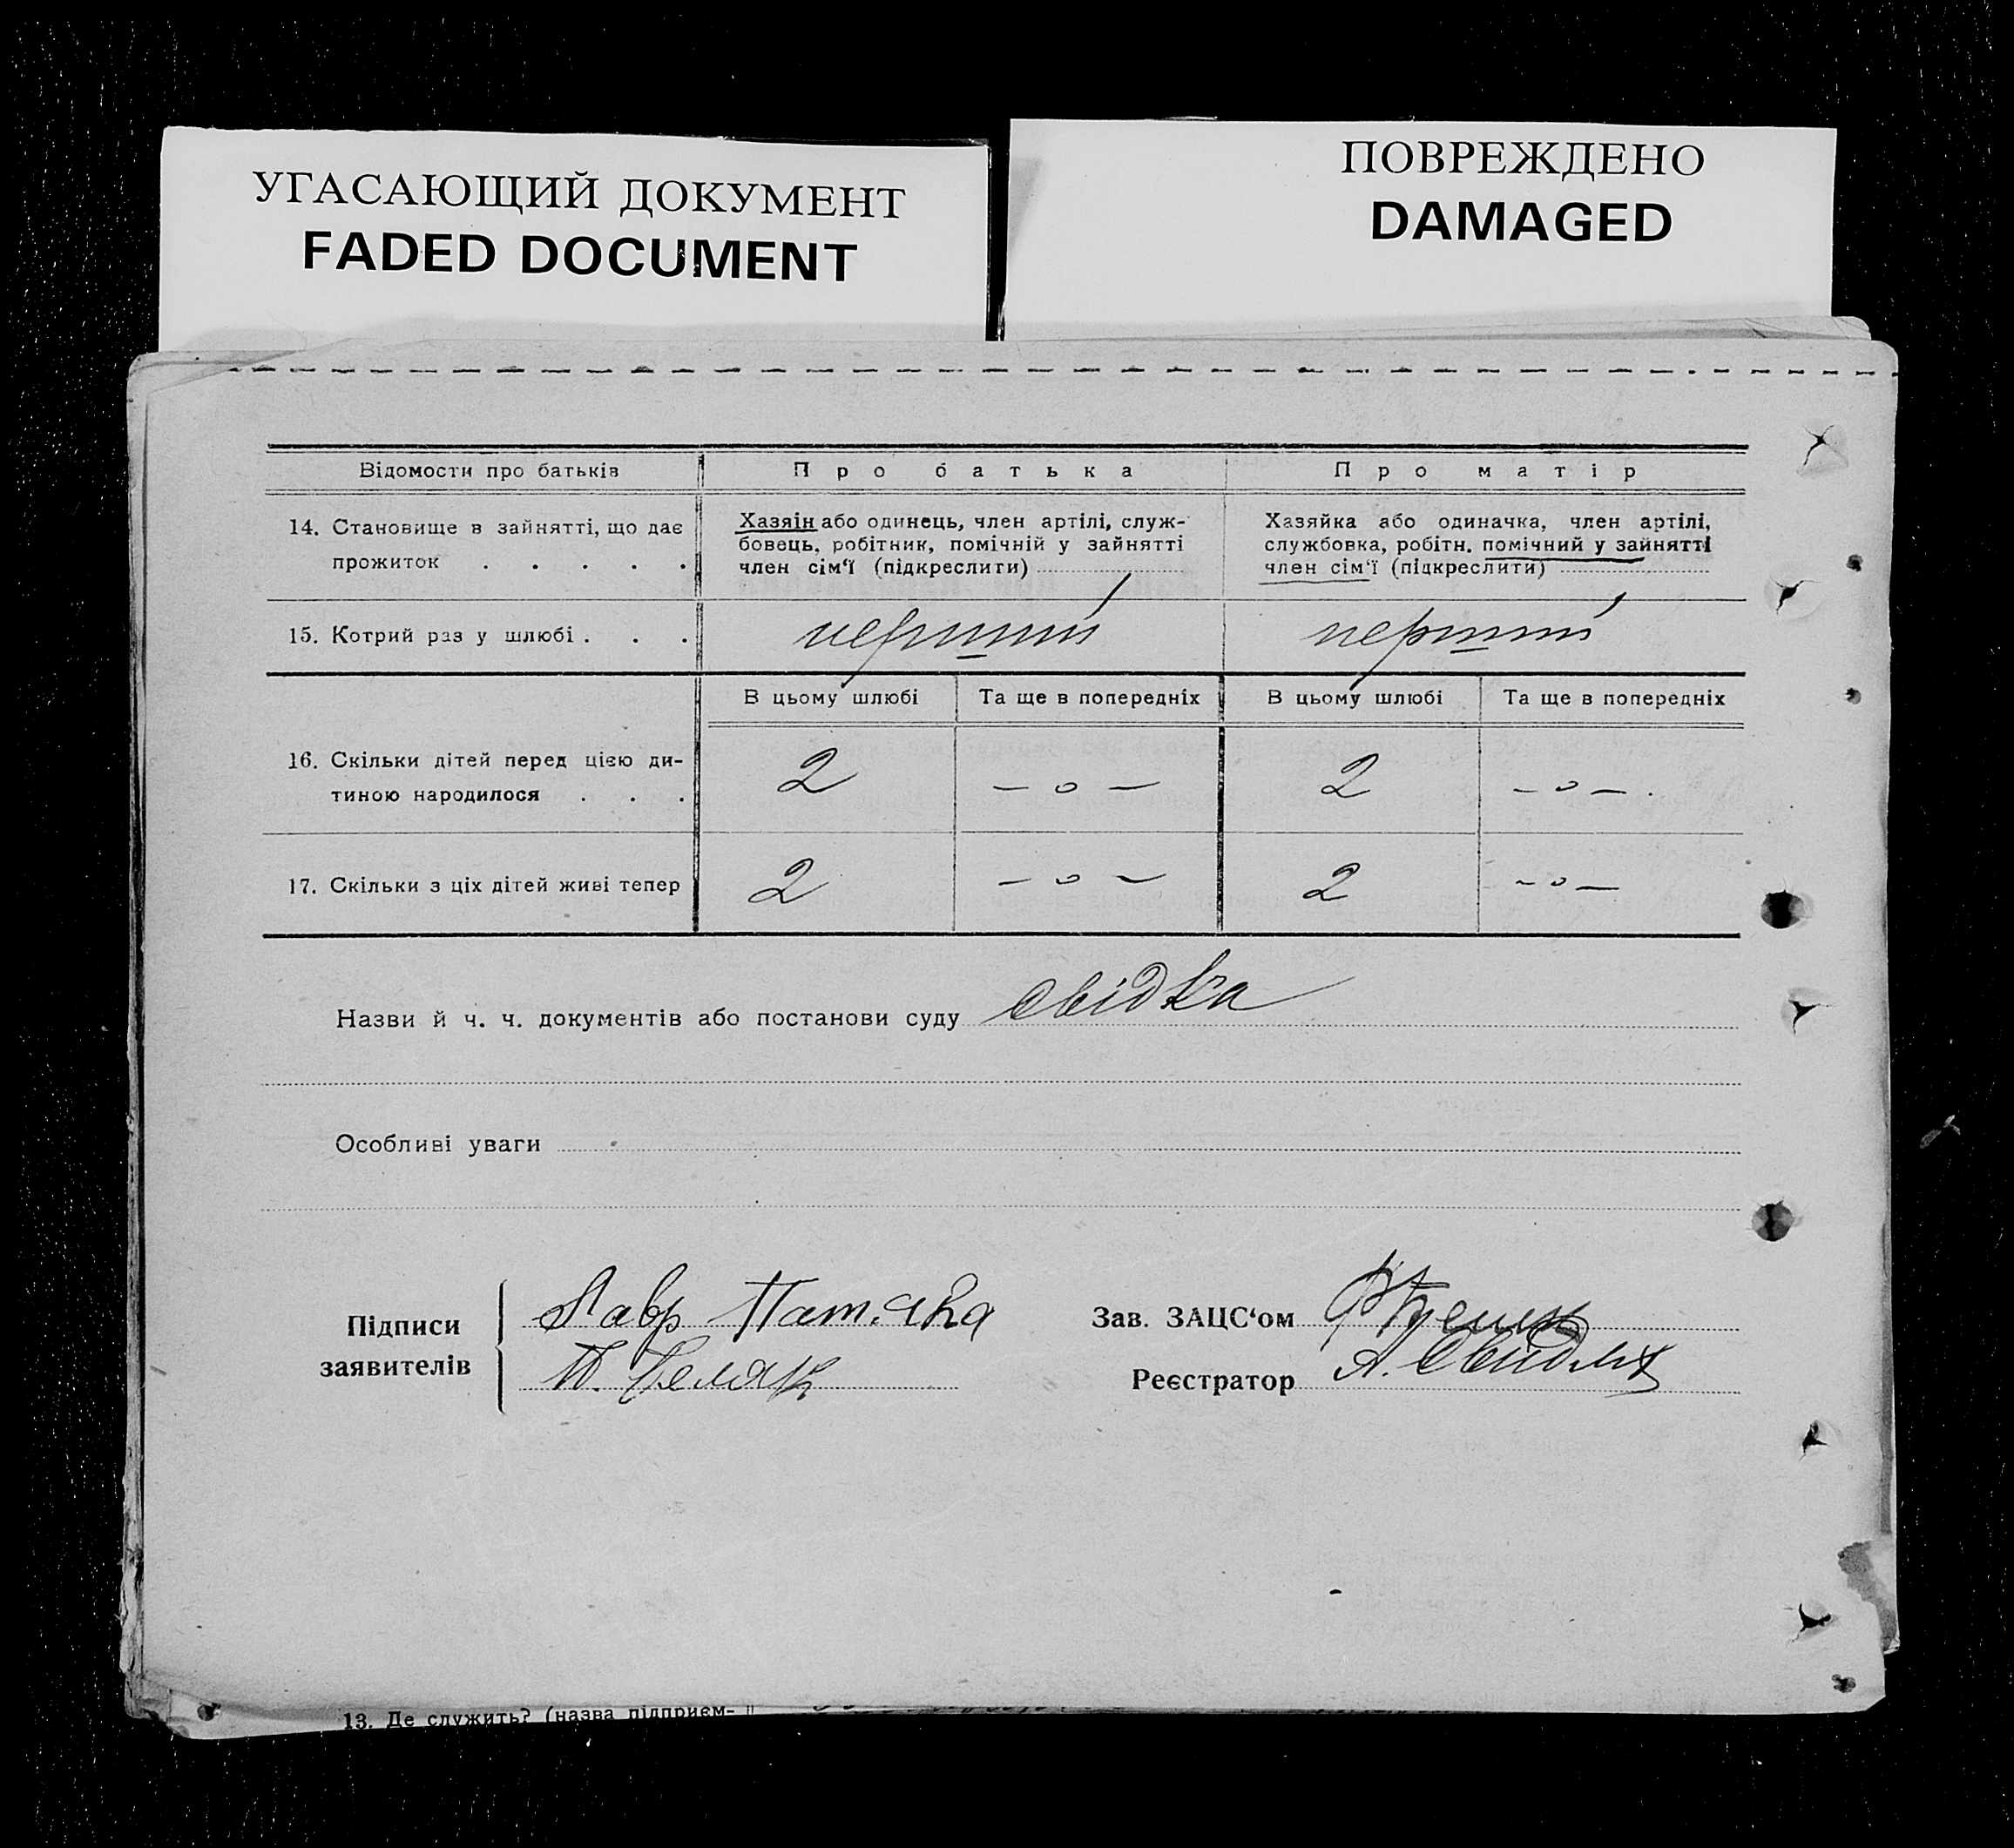 УГАСАЮЩИЙ ДОКУМЕНТ
FADED DOCUMENT
ПОВРЕЖДЕНО
DAMAGED
Відомости про батьків Про батька Про матір
14. Становище в зайнятті, що дає прожиток . . . . .
Хазяін або одинець, член артілі, служ-
бовець, робітник, помічній у зайнятті
член сім‘ї (підкреслити)
Хазяйка або одиначка, член артілі,
службовка, робітн. помічний у зайнятті
член сім‘ї (підкреслити)
15. Котрий раз у шлюбі . . . перший перший
В цьому шлюбі Та ще в попередніх В цьому шлюбі Та ще в попередніх
16. Скільки дітей перед цією ди-
тиною народилося . . . 2 — о — 2 — о — .
17. Скільки з ціх дітей живі тепер 2 — о — 2 — о —
Назви й ч. ч. документів або постанови суду свідка
Особливі уваги
Підписи
заявителів
Лавр
Зав. ЗАЦС‘ом
Реєстратор А.
13. Де служить? (назва підприєм-